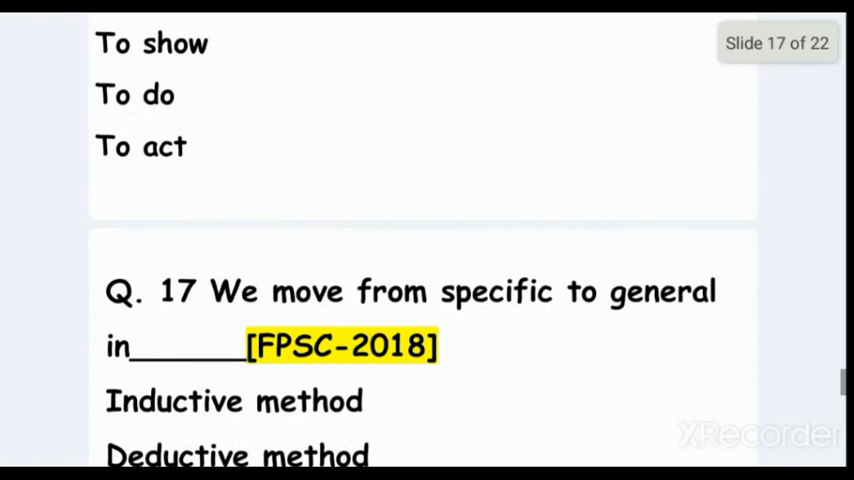 To show
Slide 17 of 22
To do
To act
Q. 17 We move from specific to general
in_______[FPSC-2018]
Inductive method
XRecorder
Deductive method